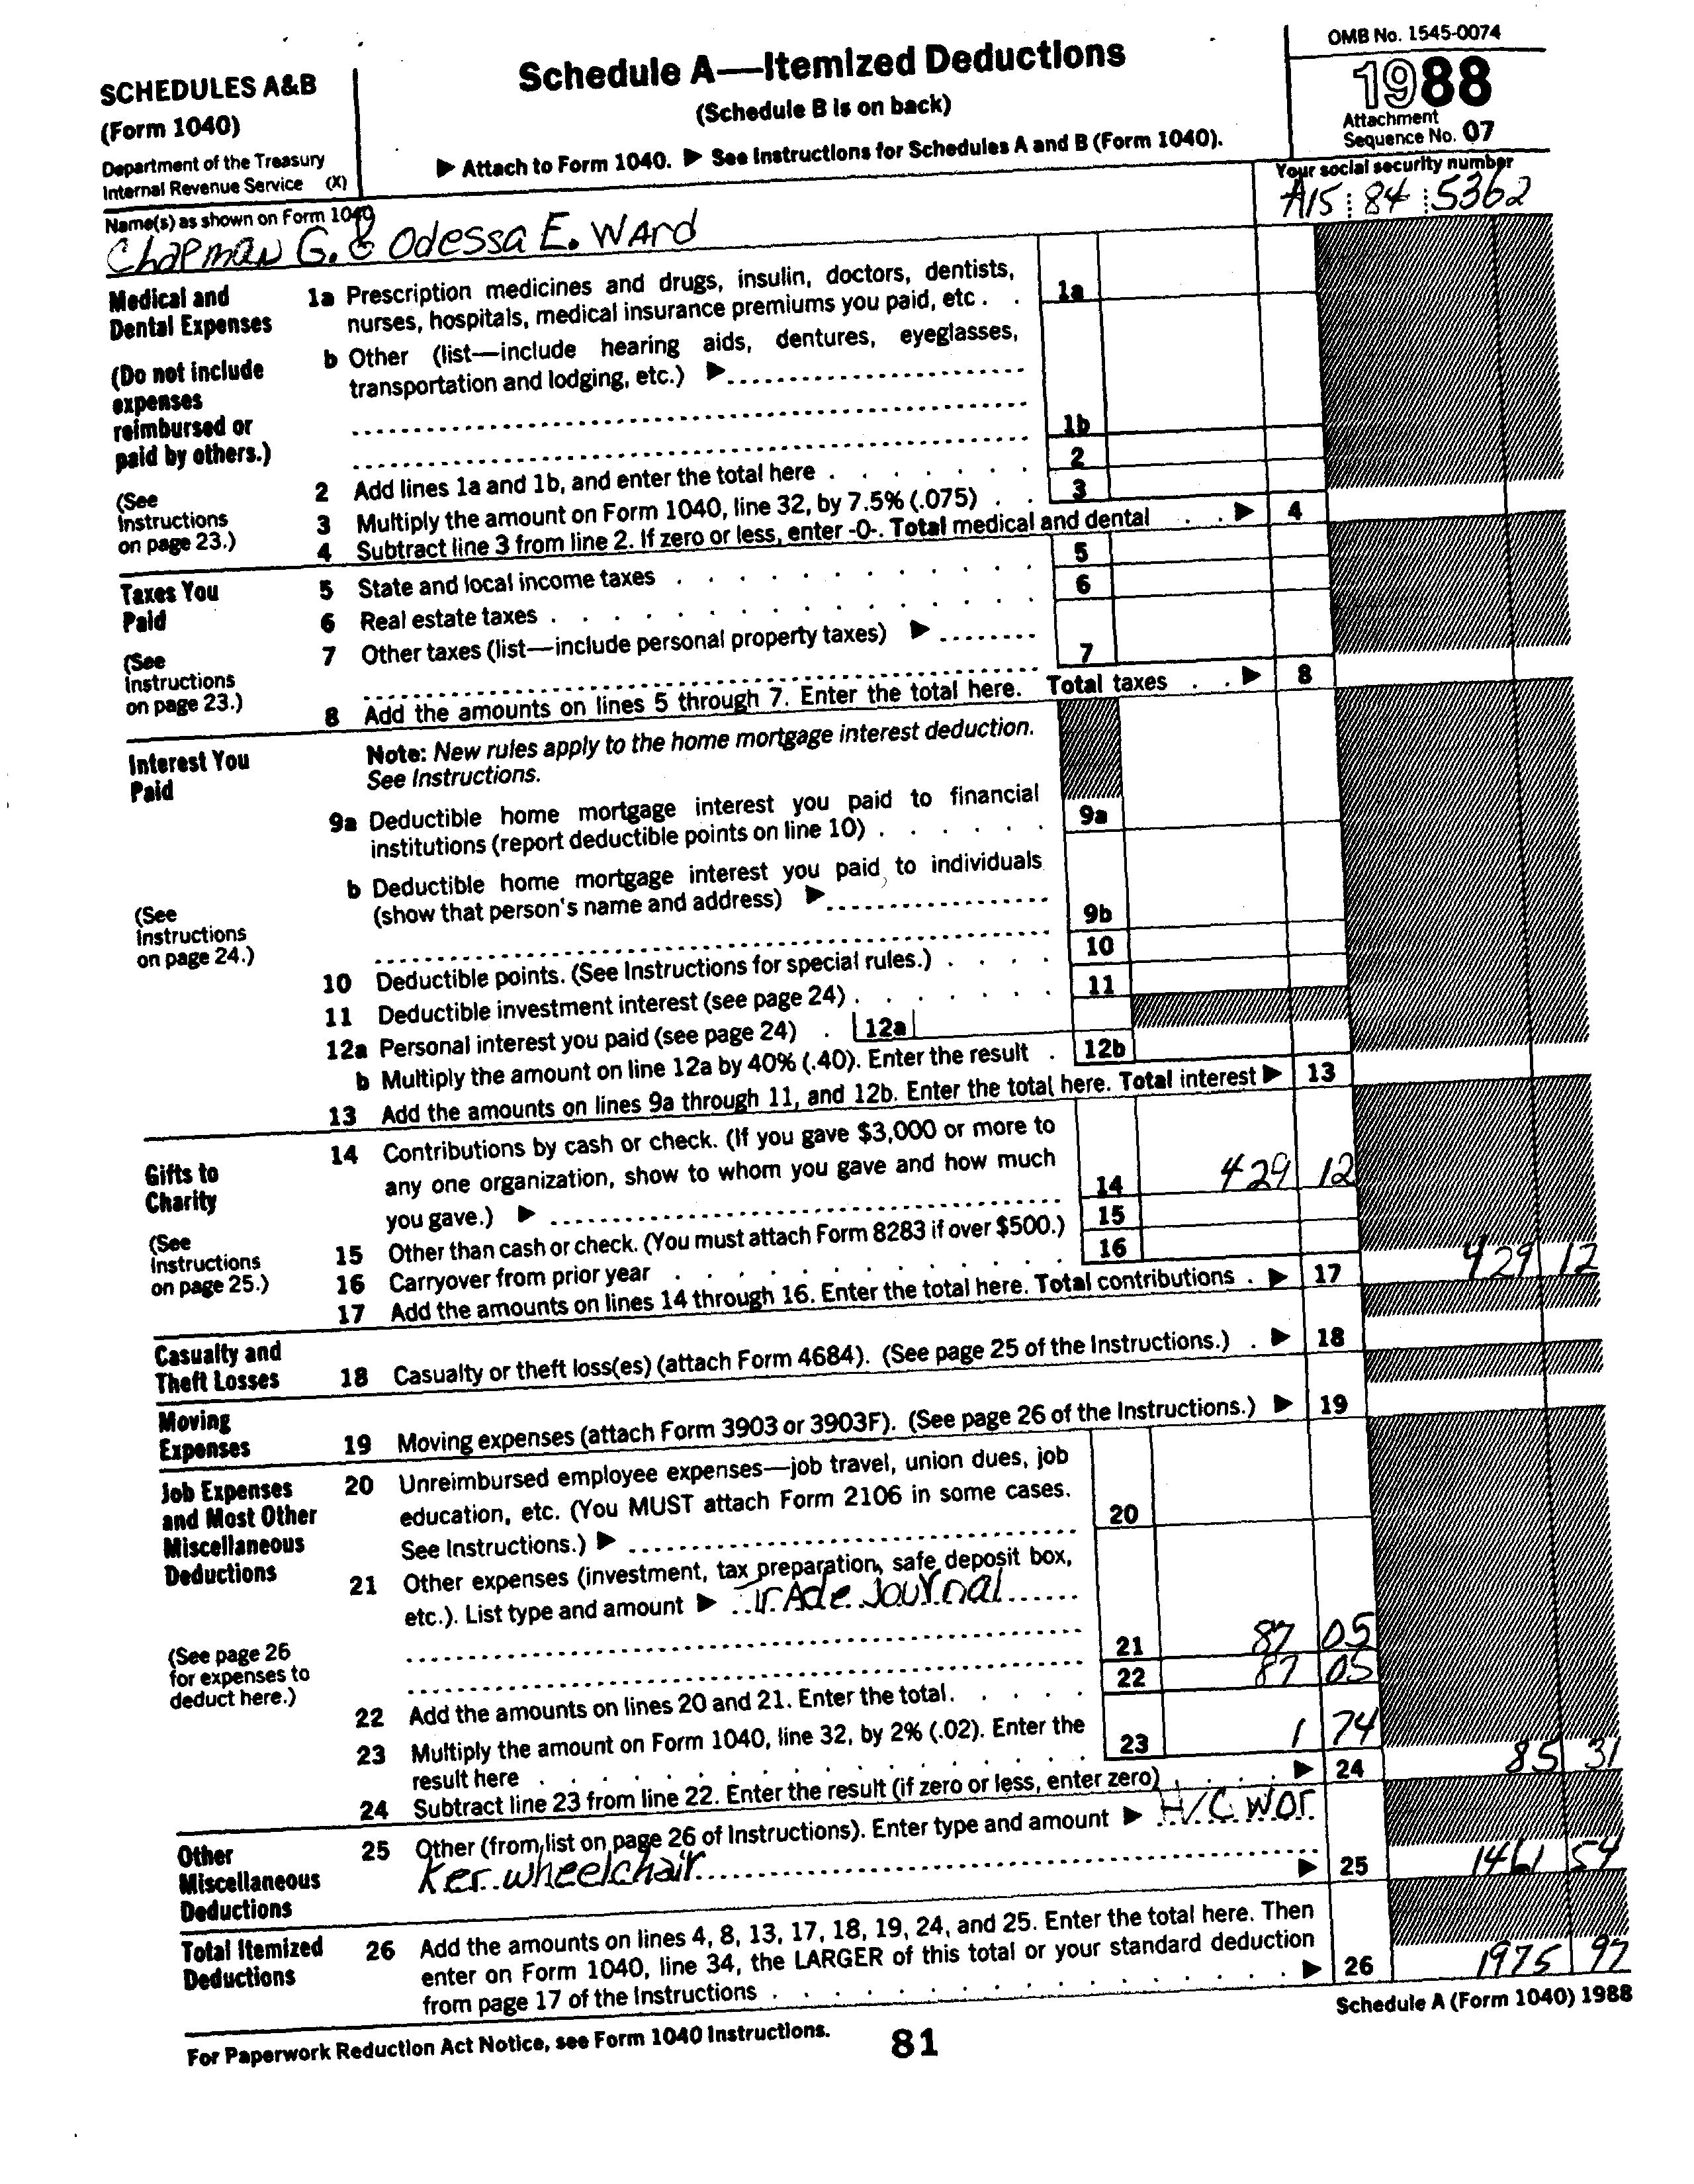 OMB No. 1545-0074
SCHEDULES A&B
(Form 1040)
Department of the Treasury
Internal Revenue Service (X)
Schedule A—Itemized Deductions
(Schedule B is on back)
▶ Attach to Form 1040. ▶ See Instructions for Schedules A and B (Form 1040).
1988
Attachment
Sequence No. 07
Name(s) as shown on Form 1040
Chapman G. & Odessa E. Ward
Your social security number
A15 84 5362
Medical and
Dental Expenses
(Do not include
expenses
reimbursed or
paid by others.)
(See
Instructions
on page 23.)
1a Prescription medicines and drugs, insulin, doctors, dentists,
nurses, hospitals, medical insurance premiums you paid, etc . . 1a
b Other (list—include hearing aids, dentures, eyeglasses,
transportation and lodging, etc.) ▶
1b
2 Add lines 1a and 1b, and enter the total here . . . . . . . 2
3 Multiply the amount on Form 1040, line 32, by 7.5% (.075) . . 3
4 Subtract line 3 from line 2. If zero or less, enter -0-. Total medical and dental . . ▶ 4
Taxes You
Paid
(See
Instructions
on page 23.)
5 State and local income taxes . . . . . . . . . . . . 5
6 Real estate taxes . . . . . . . . . . . . . . . 6
7 Other taxes (list—include personal property taxes) ▶
7
8 Add the amounts on lines 5 through 7. Enter the total here. Total taxes . . ▶ 8
Interest You
Paid
(See
Instructions
on page 24.)
Note: New rules apply to the home mortgage interest deduction.
See Instructions.
9a Deductible home mortgage interest you paid to financial
institutions (report deductible points on line 10) . . . . . . 9a
b Deductible home mortgage interest you paid to individuals
(show that person's name and address) ▶
9b
10 Deductible points. (See Instructions for special rules.) . . . . 10
11 Deductible investment interest (see page 24) . . . . . . . 11
12a Personal interest you paid (see page 24) . 12a
b Multiply the amount on line 12a by 40% (.40). Enter the result . 12b
13 Add the amounts on lines 9a through 11, and 12b. Enter the total here. Total interest ▶ 13
Gifts to
Charity
(See
Instructions
on page 25.)
14 Contributions by cash or check. (If you gave $3,000 or more to
any one organization, show to whom you gave and how much
you gave.) ▶ 14 429 12
15 Other than cash or check. (You must attach Form 8283 if over $500.) 15
16 Carryover from prior year . . . . . . . . . . . . 16
17 Add the amounts on lines 14 through 16. Enter the total here. Total contributions . ▶ 17 429 12
Casualty and
Theft Losses
18 Casualty or theft loss(es) (attach Form 4684). (See page 25 of the Instructions.) . ▶ 18
Moving
Expenses
19 Moving expenses (attach Form 3903 or 3903F). (See page 26 of the Instructions.) ▶ 19
Job Expenses
and Most Other
Miscellaneous
Deductions
(See page 26
for expenses to
deduct here.)
20 Unreimbursed employee expenses—job travel, union dues, job
education, etc. (You MUST attach Form 2106 in some cases.
See Instructions.) ▶ 20
21 Other expenses (investment, tax preparation, safe deposit box,
etc.). List type and amount ▶ Trade Journal
21 87 05
22 Add the amounts on lines 20 and 21. Enter the total. . . . . 22 87 05
23 Multiply the amount on Form 1040, line 32, by 2% (.02). Enter the
result here . . . . . . . . . . . . . . . . 23 1 74
24 Subtract line 23 from line 22. Enter the result (if zero or less, enter zero) . . . . ▶ 24 85 31
Other
Miscellaneous
Deductions
25 Other (from list on page 26 of Instructions). Enter type and amount ▶ H/C Wor
Ker wheelchair ▶ 25 1461 54
Total Itemized
Deductions
26 Add the amounts on lines 4, 8, 13, 17, 18, 19, 24, and 25. Enter the total here. Then
enter on Form 1040, line 34, the LARGER of this total or your standard deduction
from page 17 of the Instructions . . . . . . . . . . . . . . ▶ 26 1975 97
For Paperwork Reduction Act Notice, see Form 1040 Instructions.
81
Schedule A (Form 1040) 1988